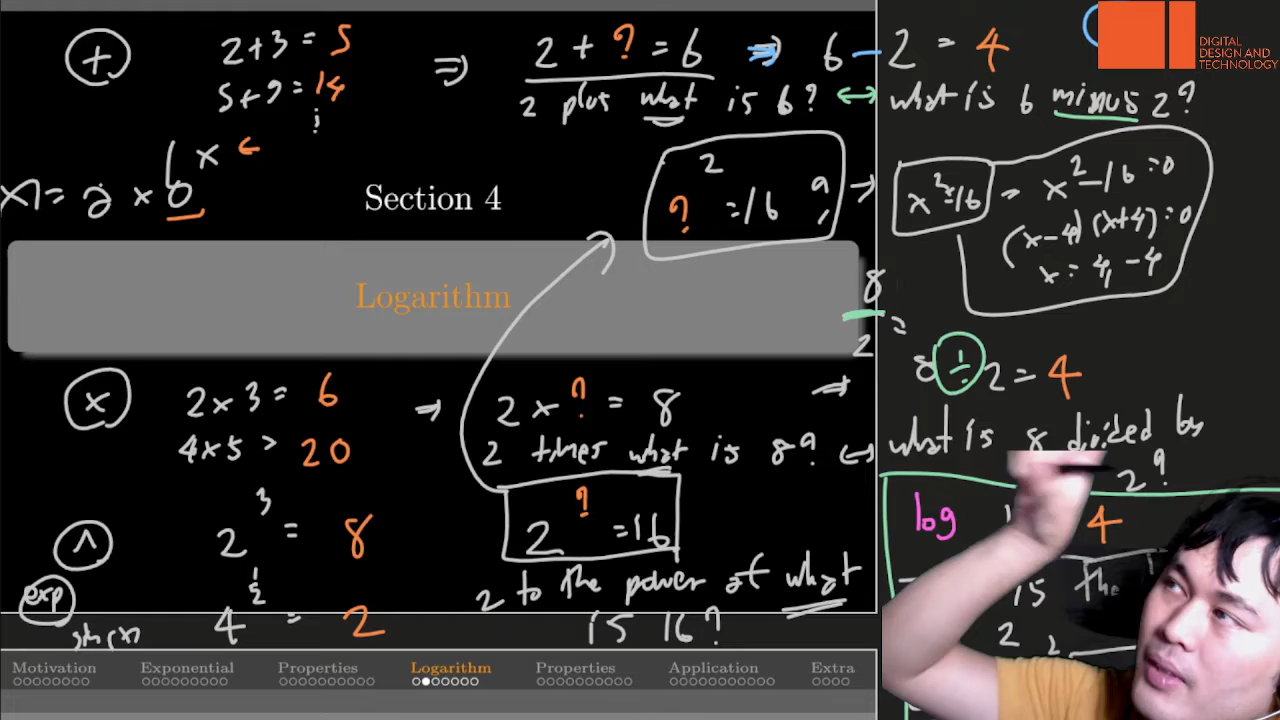 +
2+3=5
5+9=14
⇒
2 + ? = 6
2 plus what is 6?
⇒ 6 - 2 = 4
↔ what is 6 minus 2?
DIGITAL
DESIGN AND
TECHNOLOGY
Section 4
Logarithm
?² = 16 ?
→ x²=16
= x²-16=0
(x-4)(x+4)=0
x = 4, -4
8
2
=
8 ÷ 2 = 4
×
2×3= 6
4×5 = 20
⇒
2 × ? = 8
2 times what is 8?
⇒
↔ what is 8 divided by
2?
^
exp
2³ = 8
4^½ = 2
2^? = 16
2 to the power of what
is 16?
log
4
is the
2
Motivation
Exponential
Properties
Logarithm
Properties
Application
Extra